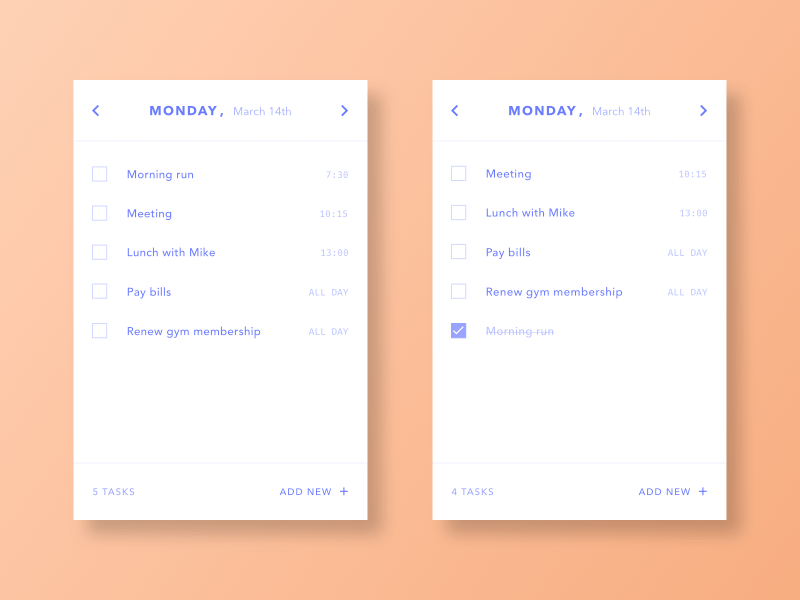 MONDAY, March 14th
Morning run 7:30
Meeting 10:15
Lunch with Mike 13:00
Pay bills ALL DAY
Renew gym membership ALL DAY
5 TASKS ADD NEW +
MONDAY, March 14th
Meeting 10:15
Lunch with Mike 13:00
Pay bills ALL DAY
Renew gym membership ALL DAY
Morning run
4 TASKS ADD NEW +